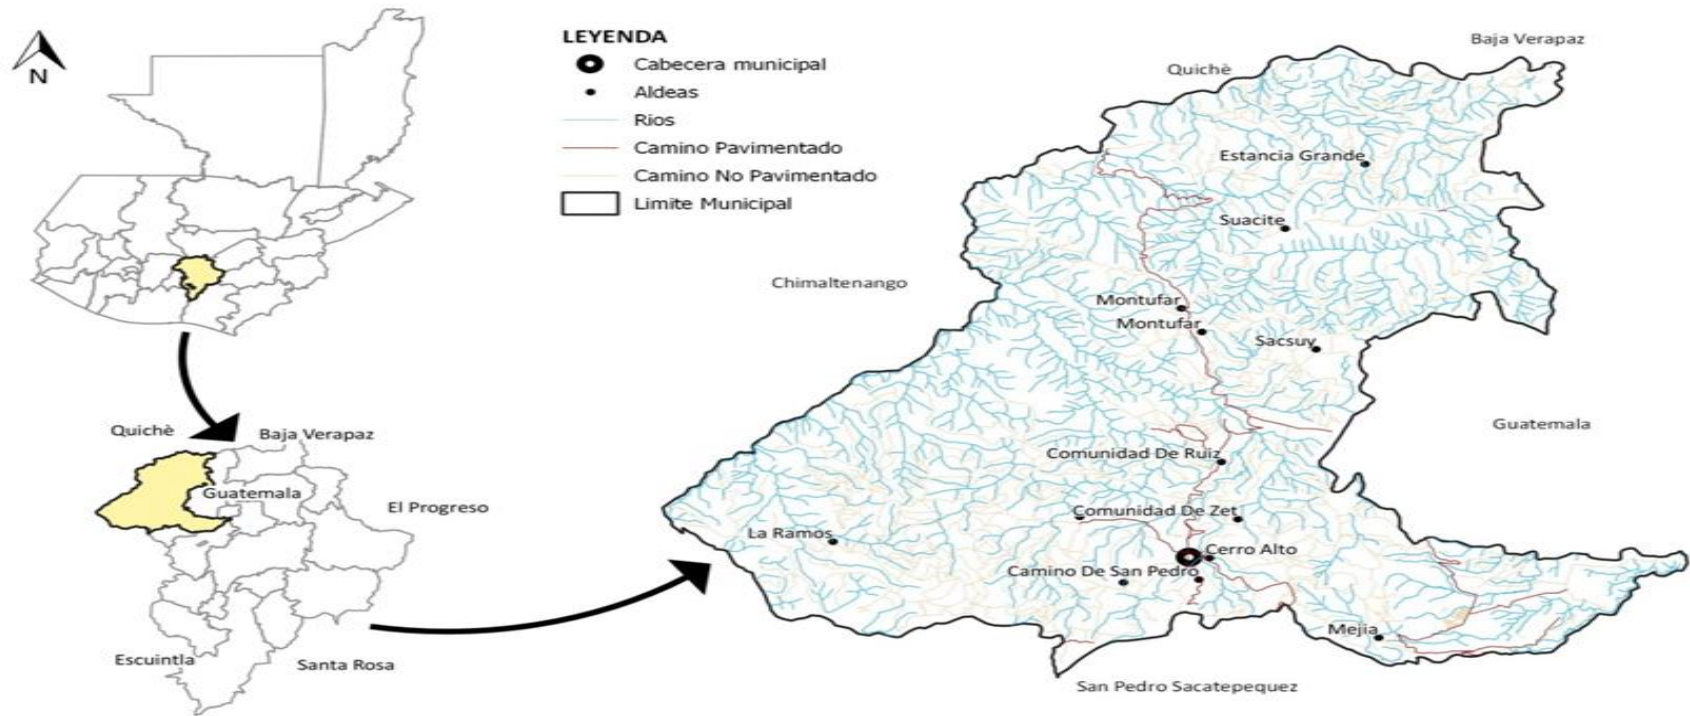 N
LEYENDA
Cabecera municipal
Aldeas
Rios
Camino Pavimentado
Camino No Pavimentado
Limite Municipal
Baja Verapaz
Quichè
Estancia Grande
Suacite
Chimaltenango
Montufar
Montufar
Sacsuy
Guatemala
Comunidad De Ruiz
Comunidad De Zet
La Ramos
Cerro Alto
Camino De San Pedro
Mejia
San Pedro Sacatepequez
Quichè
Baja Verapaz
Guatemala
El Progreso
Escuintla
Santa Rosa